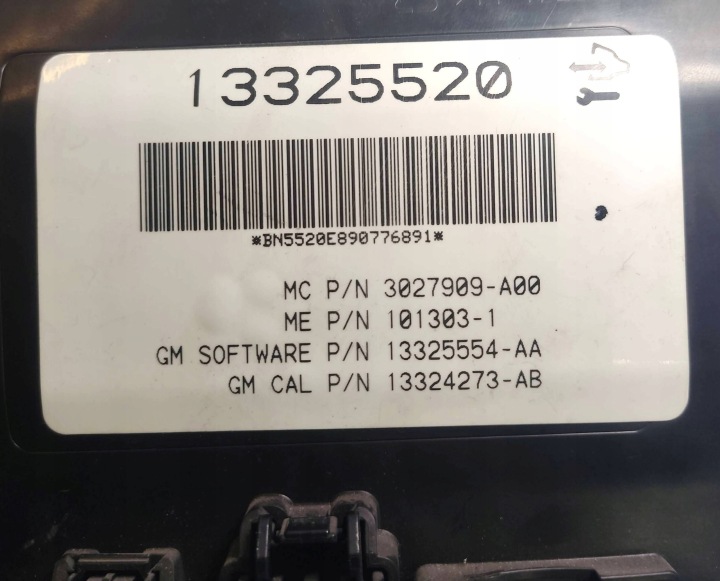 13325520
*BN5520E890776891*
MC P/N 3027909-A00
ME P/N 101303-1
GM SOFTWARE P/N 13325554-AA
GM CAL P/N 13324273-AB